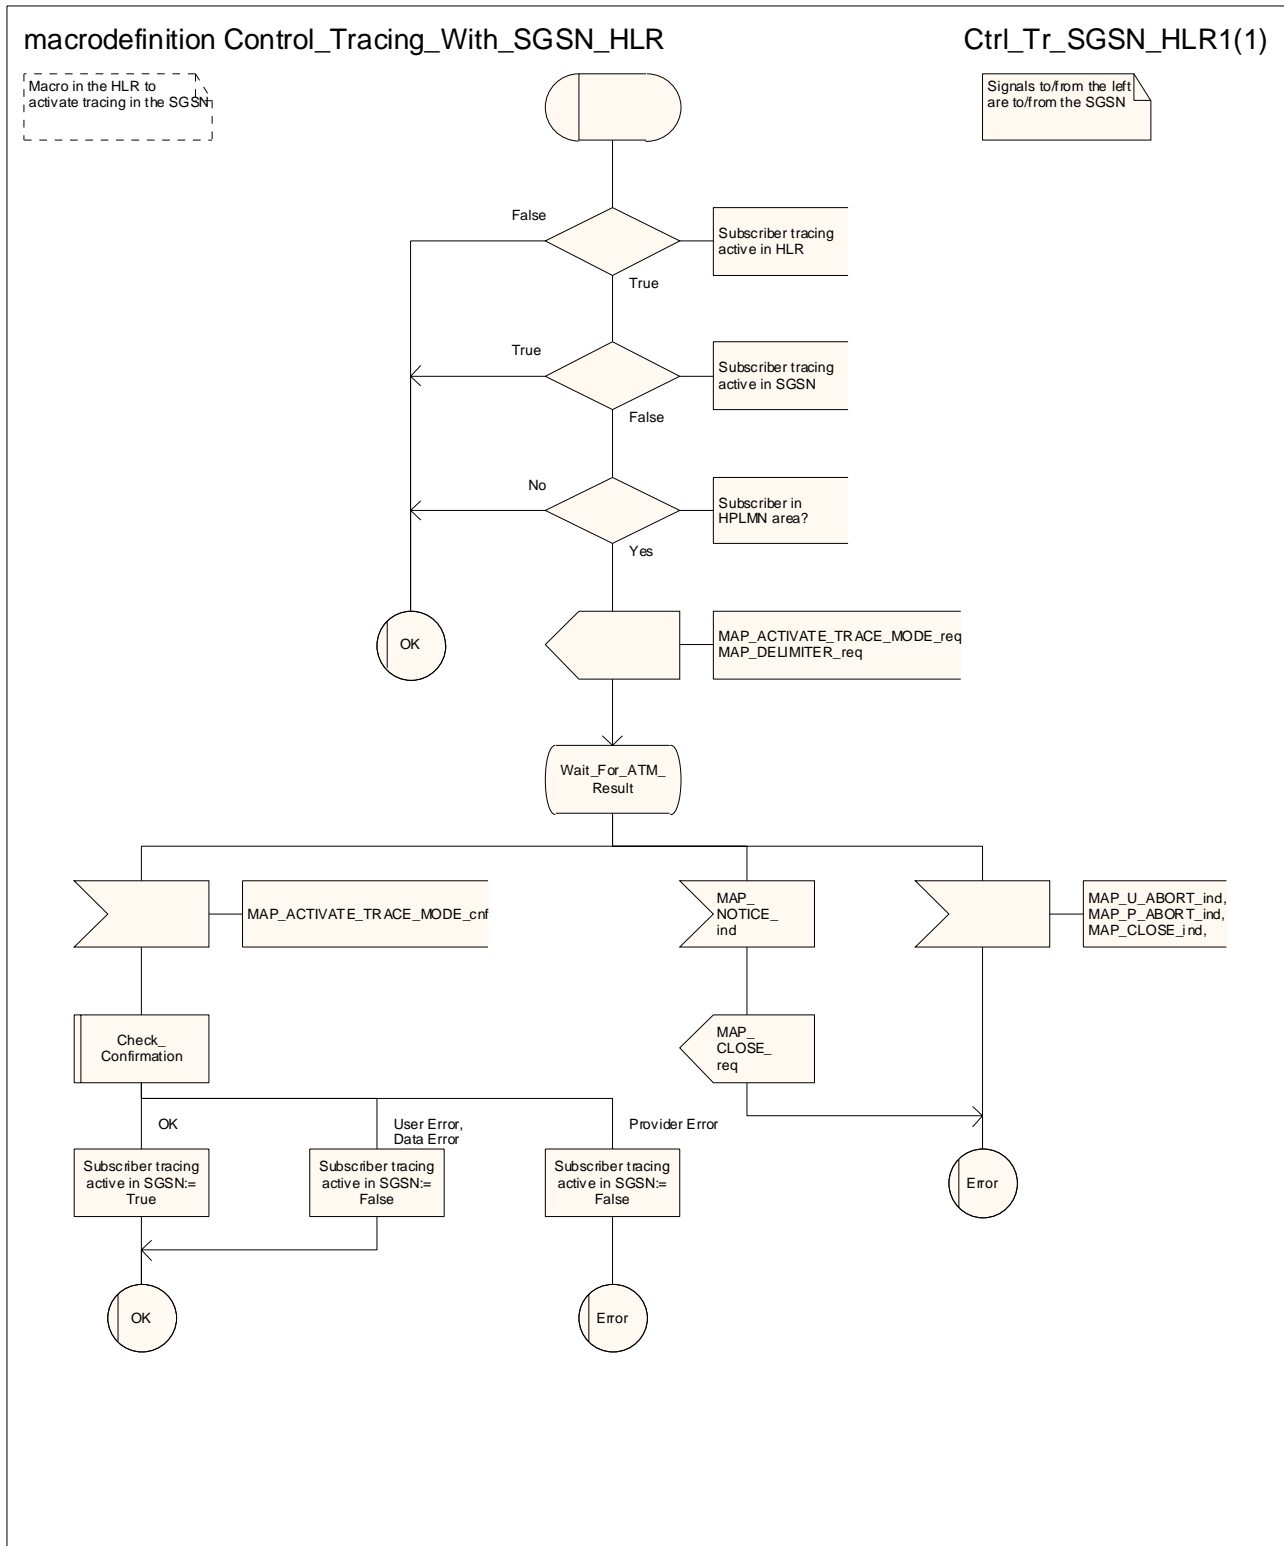 macrodefinition Control_Tracing_With_SGSN_HLR
Ctrl_Tr_SGSN_HLR1(1)
Macro in the HLR to
activate tracing in the SGSN
Signals to/from the left
are to/from the SGSN
False
Subscriber tracing
active in HLR
True
True
Subscriber tracing
active in SGSN
False
No
Subscriber in
HPLMN area?
Yes
OK
MAP_ACTIVATE_TRACE_MODE_req
MAP_DELIMITER_req
Wait_For_ATM_
Result
MAP_ACTIVATE_TRACE_MODE_cnf
MAP_
NOTICE_
ind
MAP_U_ABORT_ind,
MAP_P_ABORT_ind,
MAP_CLOSE_ind,
Check_
Confirmation
MAP_
CLOSE_
req
OK
User Error,
Data Error
Provider Error
Subscriber tracing
active in SGSN:=
True
Subscriber tracing
active in SGSN:=
False
Subscriber tracing
active in SGSN:=
False
Error
OK
Error